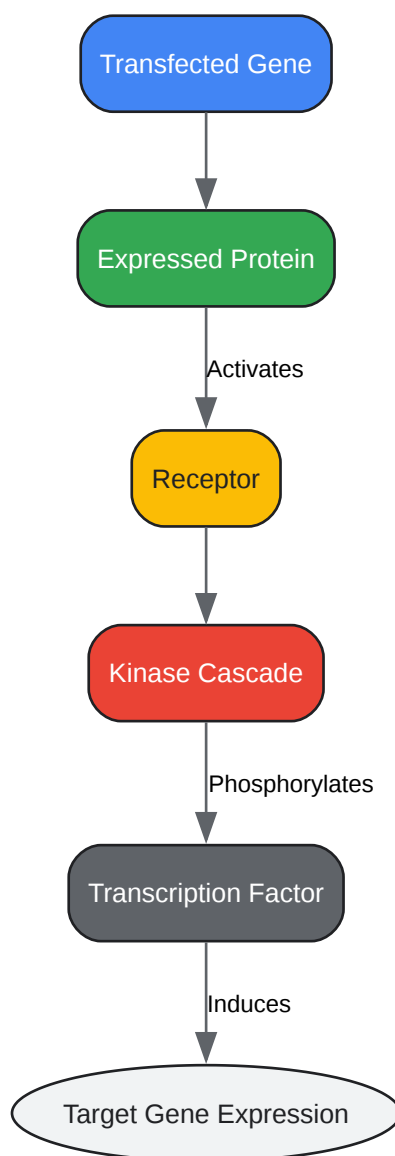 Transfected Gene
Expressed Protein
Activates
Receptor
Kinase Cascade
Phosphorylates
Transcription Factor
Induces
Target Gene Expression